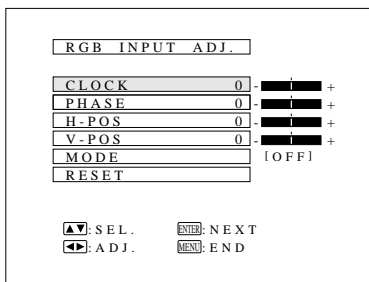 RGB INPUT ADJ.
CLOCK 0 - +
PHASE 0 - +
H-POS 0 - +
V-POS 0 - +
MODE [OFF]
RESET
▲▼:SEL. ENTER:NEXT
◀▶:ADJ. MENU:END